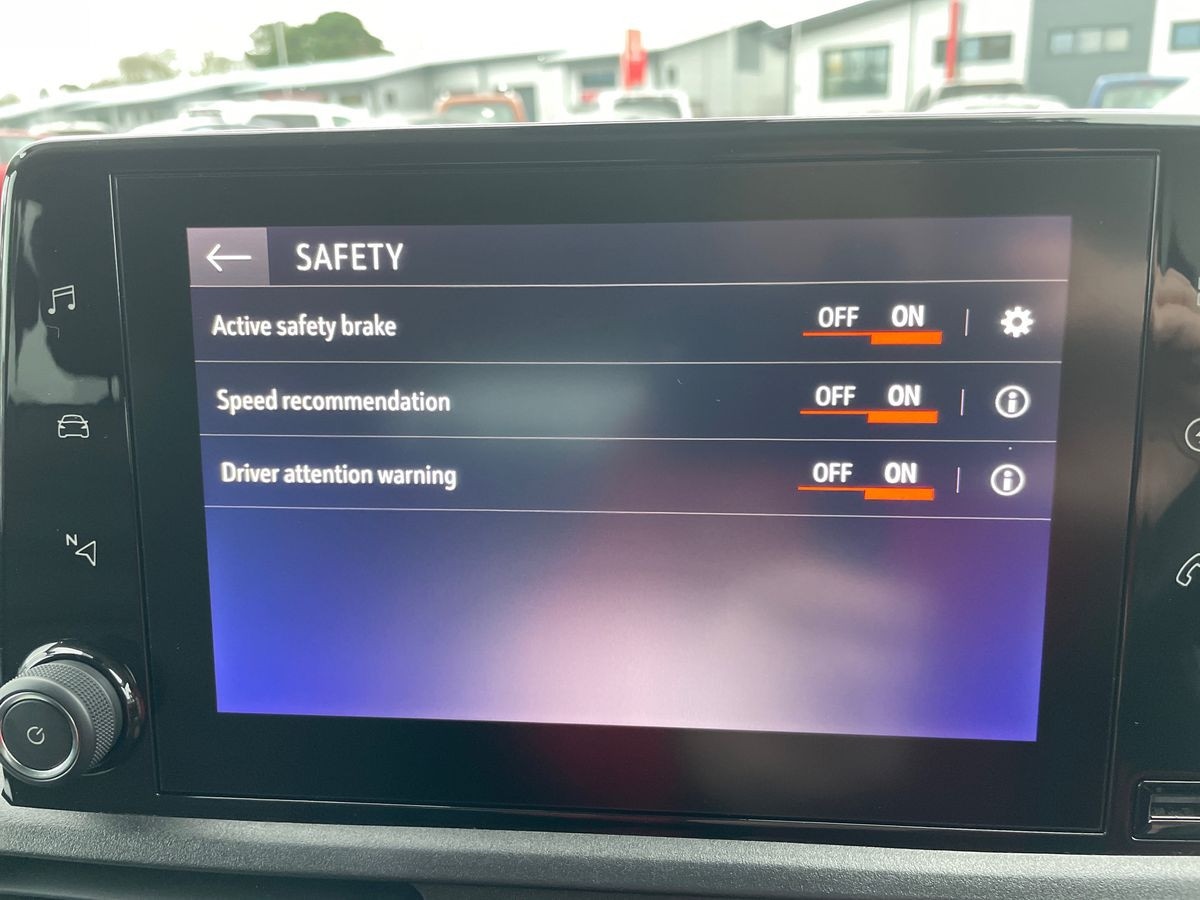 SAFETY
Active safety brake OFF ON
Speed recommendation OFF ON
Driver attention warning OFF ON
N